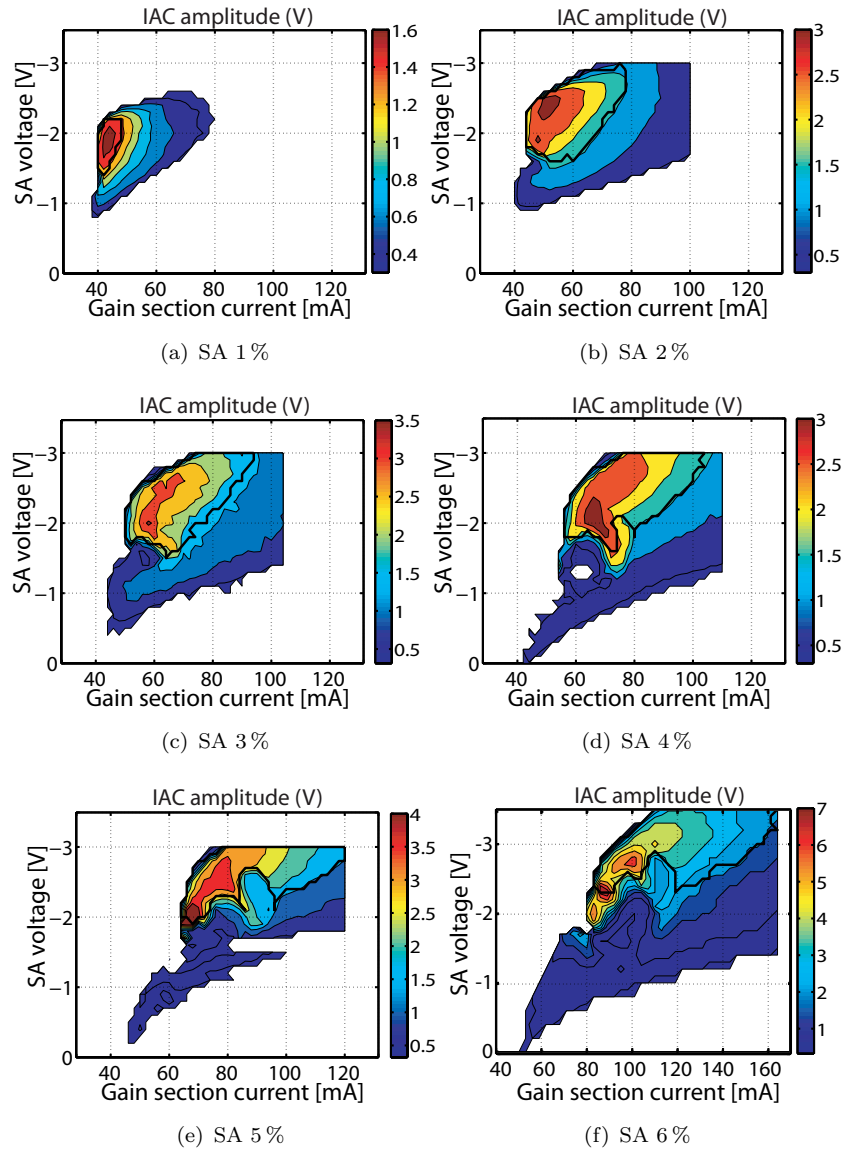 IAC amplitude (V)
SA voltage [V]
−3
−2
−1
0
40 60 80 100 120
Gain section current [mA]
1.6
1.4
1.2
1
0.8
0.6
0.4
(a) SA 1 %
IAC amplitude (V)
SA voltage [V]
−3
−2
−1
0
40 60 80 100 120
Gain section current [mA]
3
2.5
2
1.5
1
0.5
(b) SA 2 %
IAC amplitude (V)
SA voltage [V]
−3
−2
−1
0
40 60 80 100 120
Gain section current [mA]
3.5
3
2.5
2
1.5
1
0.5
(c) SA 3 %
IAC amplitude (V)
SA voltage [V]
−3
−2
−1
0
40 60 80 100 120
Gain section current [mA]
3
2.5
2
1.5
1
0.5
(d) SA 4 %
IAC amplitude (V)
SA voltage [V]
−3
−2
−1
0
40 60 80 100 120
Gain section current [mA]
4
3.5
3
2.5
2
1.5
1
0.5
(e) SA 5 %
IAC amplitude (V)
SA voltage [V]
-3
-2
-1
0
40 60 80 100 120 140 160
Gain section current [mA]
7
6
5
4
3
2
1
(f) SA 6 %